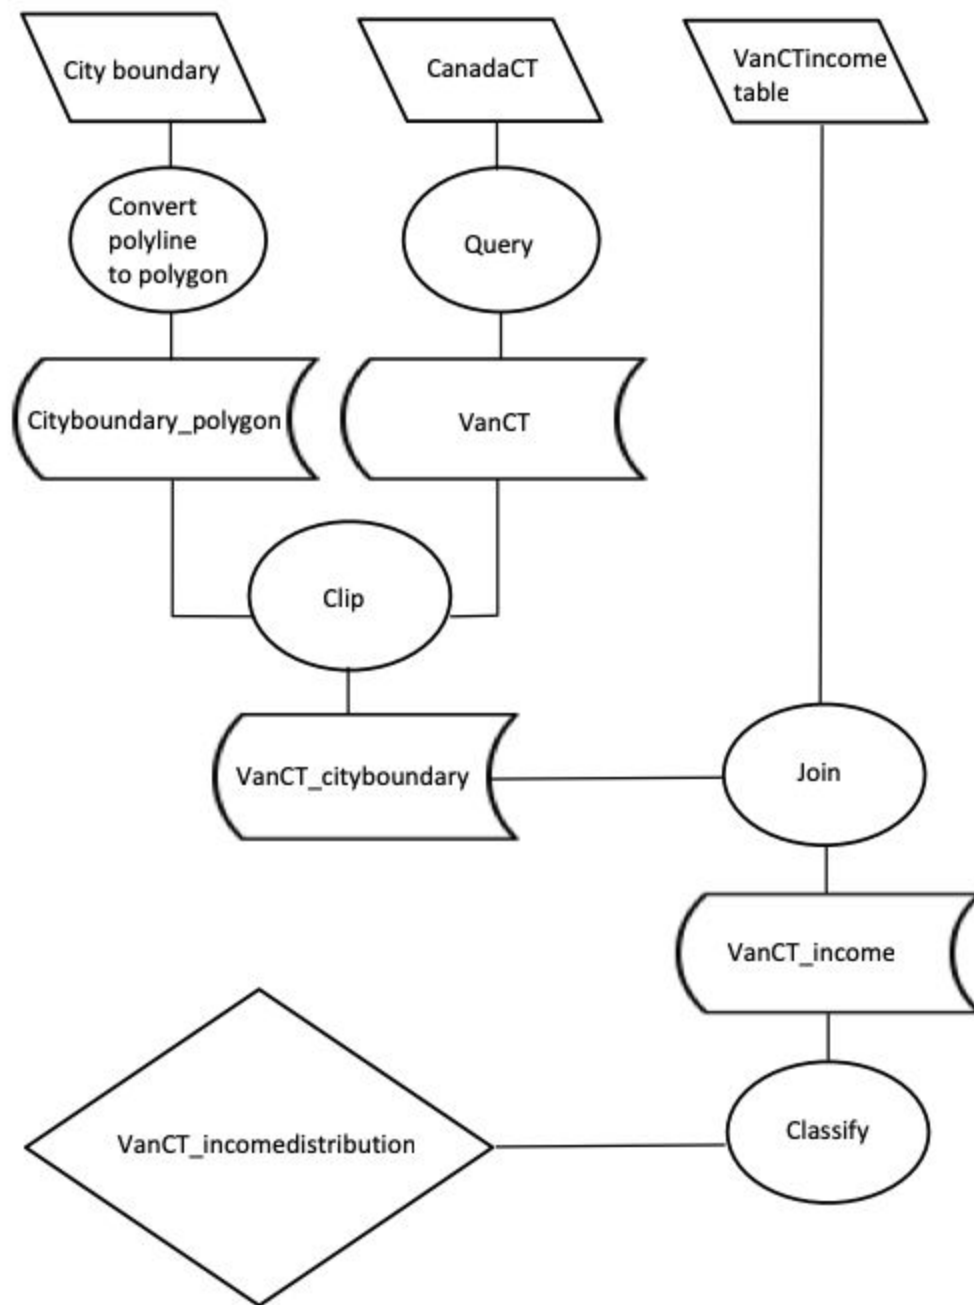 City boundary
CanadaCT
VanCTincome
table
Convert
polyline
to polygon
Query
Cityboundary_polygon
VanCT
Clip
VanCT_cityboundary
Join
VanCT_income
Classify
VanCT_incomedistribution